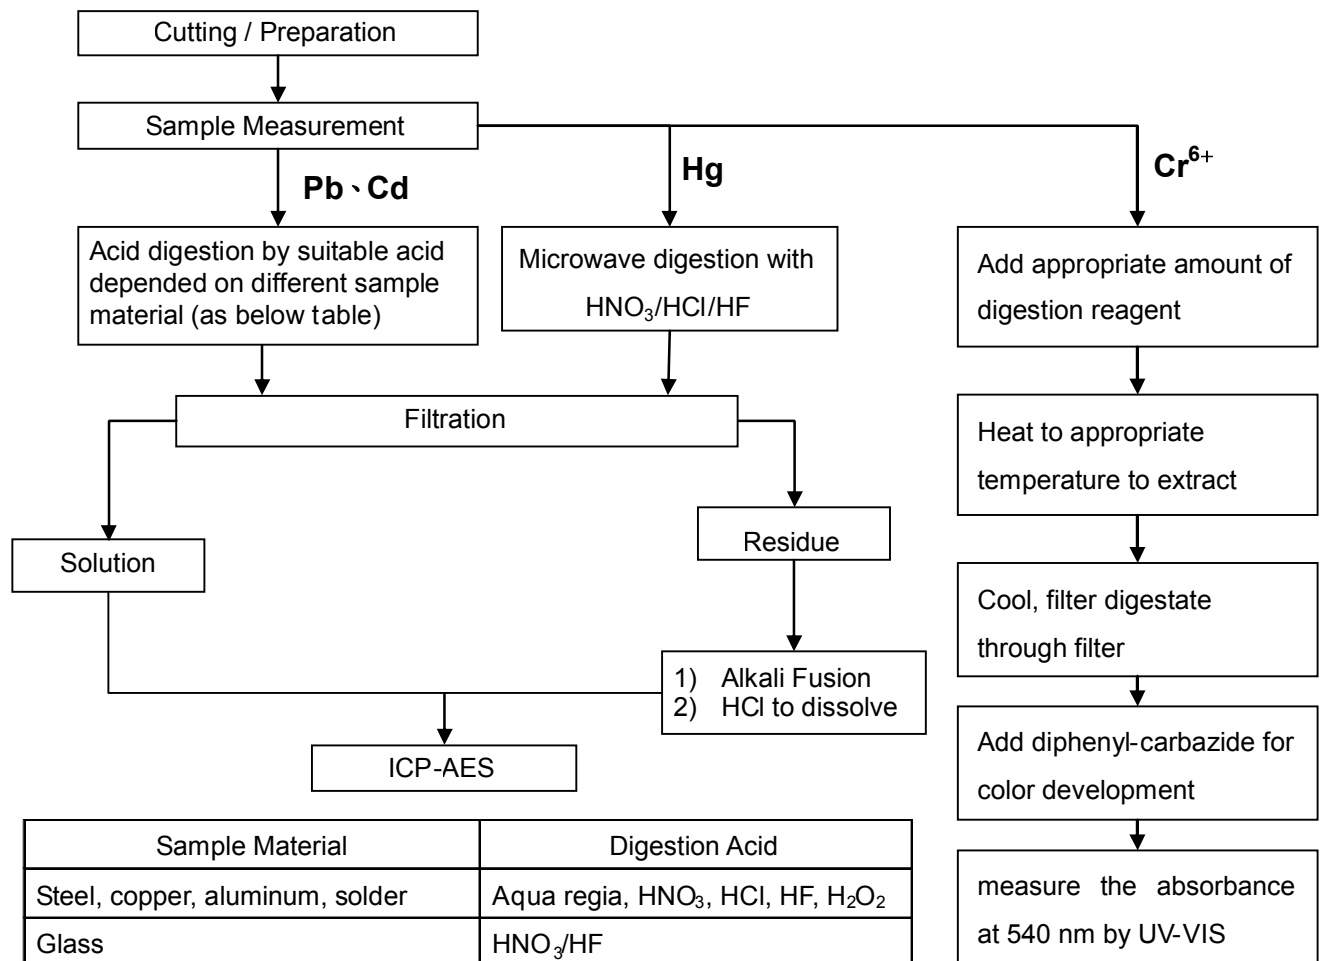 Cutting / Preparation
Sample Measurement
Pb、Cd
Hg
Cr6+
Acid digestion by suitable acid
depended on different sample
material (as below table)
Microwave digestion with
HNO3/HCl/HF
Add appropriate amount of
digestion reagent
Filtration
Heat to appropriate
temperature to extract
Solution
Residue
Cool, filter digestate
through filter
1) Alkali Fusion
2) HCl to dissolve
ICP-AES
Add diphenyl-carbazide for
color development
Sample Material
Digestion Acid
Steel, copper, aluminum, solder
Aqua regia, HNO3, HCl, HF, H2O2
Glass
HNO3/HF
measure the absorbance
at 540 nm by UV-VIS